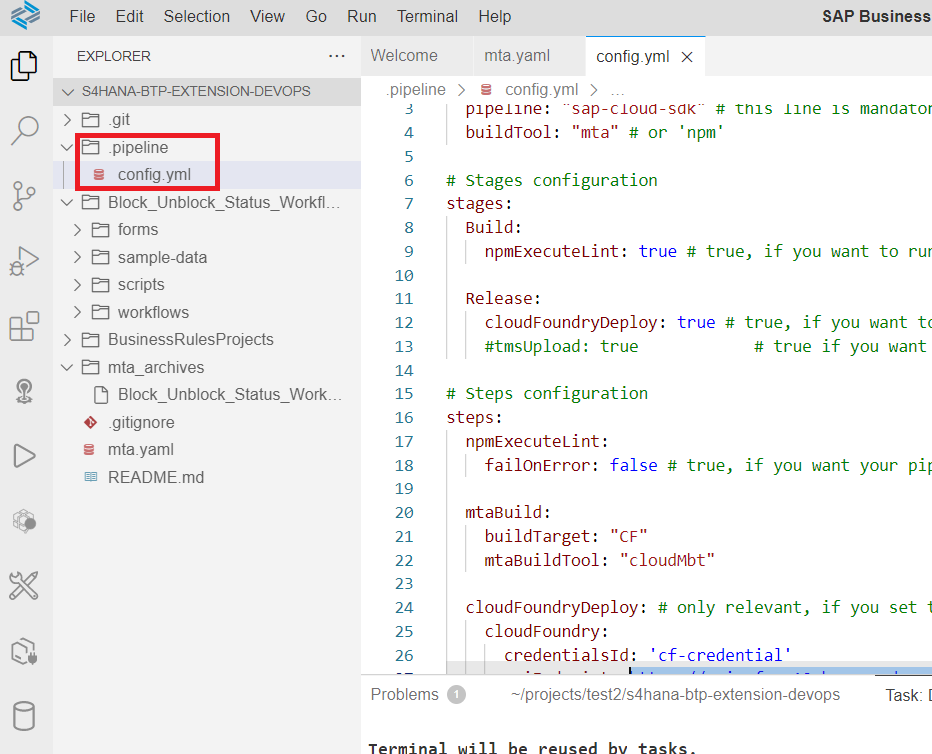 File Edit Selection View Go Run Terminal Help SAP Business
EXPLORER ...
S4HANA-BTP-EXTENSION-DEVOPS
.git
.pipeline
config.yml
Block_Unblock_Status_Workfl...
forms
sample-data
scripts
workflows
BusinessRulesProjects
mta_archives
Block_Unblock_Status_Work...
.gitignore
mta.yaml
README.md
Welcome mta.yaml config.yml
.pipeline > config.yml > ...
3 pipeline: "sap-cloud-sdk" # this line is mandator
4 buildTool: "mta" # or 'npm'
5
6 # Stages configuration
7 stages:
8 Build:
9 npmExecuteLint: true # true, if you want to run
10
11 Release:
12 cloudFoundryDeploy: true # true, if you want to
13 #tmsUpload: true # true if you want
14
15 # Steps configuration
16 steps:
17 npmExecuteLint:
18 failOnError: false # true, if you want your pip
19
20 mtaBuild:
21 buildTarget: "CF"
22 mtaBuildTool: "cloudMbt"
23
24 cloudFoundryDeploy: # only relevant, if you set t
25 cloudFoundry:
26 credentialsId: 'cf-credential'
Problems 1 ~/projects/test2/s4hana-btp-extension-devops Task:
Terminal will be reused by tasks.